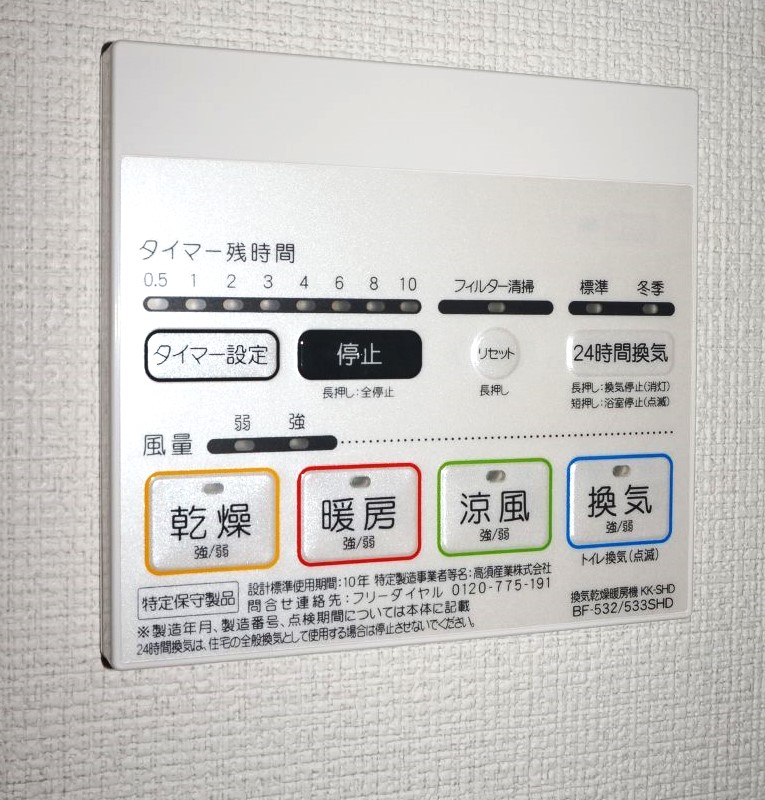 タイマー残時間
0.5 1 2 3 4 6 8 10 フィルター清掃 標準 冬季
タイマー設定 停止 リセット 24時間換気
長押し:全停止 長押し 長押し:換気停止(消灯)
短押し:浴室停止(点滅)
風量 弱 強
乾燥 暖房 涼風 換気
強/弱 強/弱 強/弱 強/弱
トイレ換気(点滅)
特定保守製品 設計標準使用期間:10年 特定製造事業者等名:高須産業株式会社
問合せ連絡先:フリーダイヤル 0120-775-191
※製造年月、製造番号、点検期間については本体に記載
24時間換気は、住宅の全般換気として使用する場合は停止させないでください。
換気乾燥暖房機 KK-SHD
BF-532/533SHD